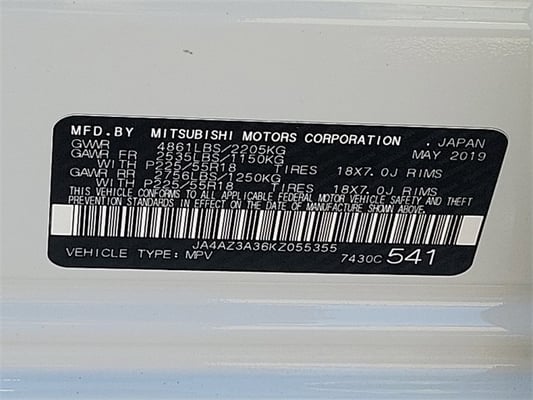 MFD.BY MITSUBISHI MOTORS CORPORATION . JAPAN
GVWR 4861LBS/2205KG MAY 2019
GAWR FR 2535LBS/1150KG
WITH P225/55R18 TIRES 18X7.0J RIMS
GAWR RR 2756LBS/1250KG
WITH P225/55R18 TIRES 18X7.0J RIMS
THIS VEHICLE CONFORMS TO ALL APPLICABLE FEDERAL MOTOR VEHICLE SAFETY AND THEFT
PREVENTION STANDARDS IN EFFECT ON THE DATE OF MANUFACTURE SHOWN ABOVE.
JA4AZ3A36KZ055355
VEHICLE TYPE: MPV 7430C 541